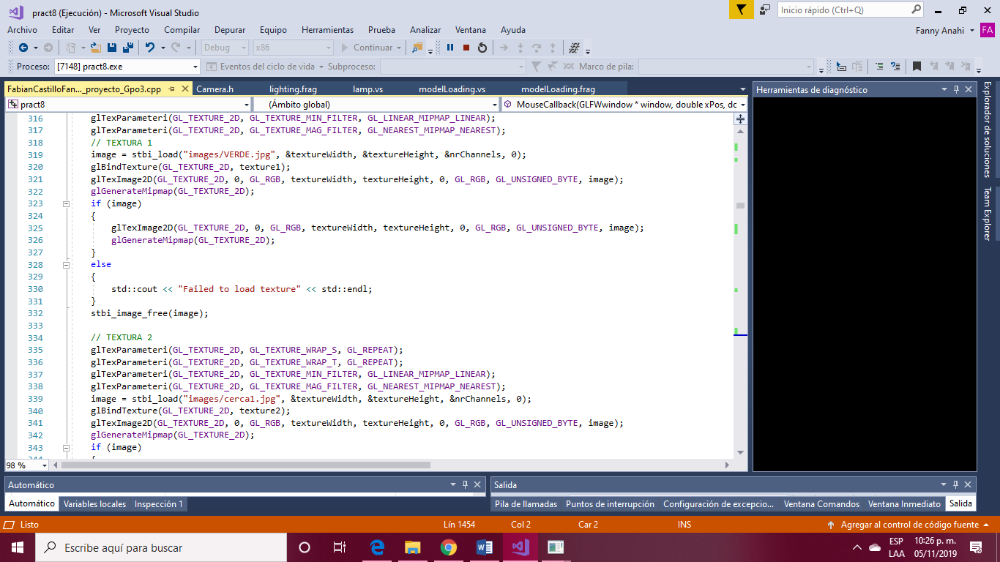 pract8 (Ejecución) - Microsoft Visual Studio
Inicio rápido (Ctrl+Q)
Archivo Editar Ver Proyecto Compilar Depurar Equipo Herramientas Prueba Analizar Ventana Ayuda
Fanny Anahi FA
Debug x86 Continuar
Proceso: [7148] pract8.exe Eventos del ciclo de vida Subproceso: Marco de pila:
FabianCastilloFan..._proyecto_Gpo3.cpp Camera.h lighting.frag lamp.vs modelLoading.vs modelLoading.frag
Herramientas de diagnóstico
pract8 (Ámbito global) MouseCallback(GLFWwindow * window, double xPos, dc
Explorador de soluciones
Team Explorer
316 glTexParameteri(GL_TEXTURE_2D, GL_TEXTURE_MIN_FILTER, GL_LINEAR_MIPMAP_LINEAR);
317 glTexParameteri(GL_TEXTURE_2D, GL_TEXTURE_MAG_FILTER, GL_NEAREST_MIPMAP_NEAREST);
318 // TEXTURA 1
319 image = stbi_load("images/VERDE.jpg", &textureWidth, &textureHeight, &nrChannels, 0);
320 glBindTexture(GL_TEXTURE_2D, texture1);
321 glTexImage2D(GL_TEXTURE_2D, 0, GL_RGB, textureWidth, textureHeight, 0, GL_RGB, GL_UNSIGNED_BYTE, image);
322 glGenerateMipmap(GL_TEXTURE_2D);
323 if (image)
324 {
325 glTexImage2D(GL_TEXTURE_2D, 0, GL_RGB, textureWidth, textureHeight, 0, GL_RGB, GL_UNSIGNED_BYTE, image);
326 glGenerateMipmap(GL_TEXTURE_2D);
327 }
328 else
329 {
330 std::cout << "Failed to load texture" << std::endl;
331 }
332 stbi_image_free(image);
333
334 // TEXTURA 2
335 glTexParameteri(GL_TEXTURE_2D, GL_TEXTURE_WRAP_S, GL_REPEAT);
336 glTexParameteri(GL_TEXTURE_2D, GL_TEXTURE_WRAP_T, GL_REPEAT);
337 glTexParameteri(GL_TEXTURE_2D, GL_TEXTURE_MIN_FILTER, GL_LINEAR_MIPMAP_LINEAR);
338 glTexParameteri(GL_TEXTURE_2D, GL_TEXTURE_MAG_FILTER, GL_NEAREST_MIPMAP_NEAREST);
339 image = stbi_load("images/cerca1.jpg", &textureWidth, &textureHeight, &nrChannels, 0);
340 glBindTexture(GL_TEXTURE_2D, texture2);
341 glTexImage2D(GL_TEXTURE_2D, 0, GL_RGB, textureWidth, textureHeight, 0, GL_RGB, GL_UNSIGNED_BYTE, image);
342 glGenerateMipmap(GL_TEXTURE_2D);
343 if (image)
98 %
Automático Salida
Automático Variables locales Inspección 1 Pila de llamadas Puntos de interrupción Configuración de excepcio... Ventana Comandos Ventana Inmediato Salida
Listo Lín 1454 Col 2 Car 2 INS Agregar al control de código fuente
Escribe aquí para buscar
ESP 10:26 p. m.
LAA 05/11/2019